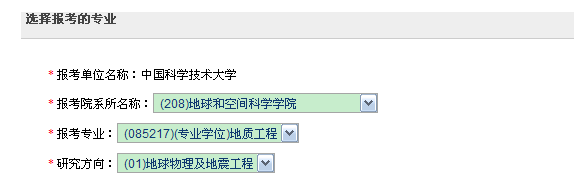 选择报考的专业
*报考单位名称：中国科学技术大学
*报考院系所名称：(208)地球和空间科学学院
*报考专业：(085217)(专业学位)地质工程
*研究方向：(01)地球物理及地震工程